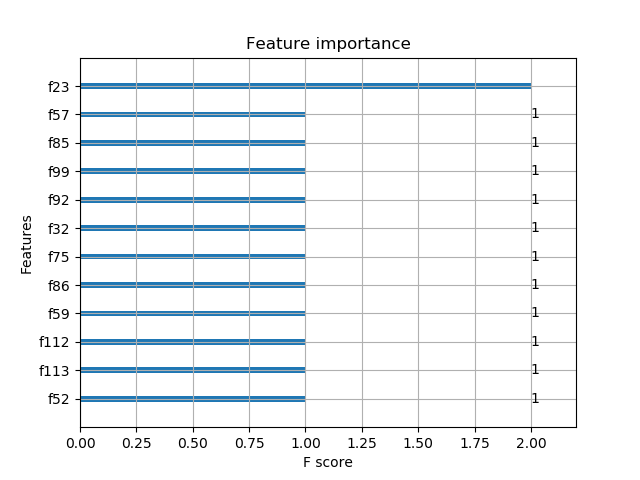 Feature importance
f23
f57 1
f85 1
f99 1
f92 1
f32 1
f75 1
f86 1
f59 1
f112 1
f113 1
f52 1
Features
0.00 0.25 0.50 0.75 1.00 1.25 1.50 1.75 2.00
F score